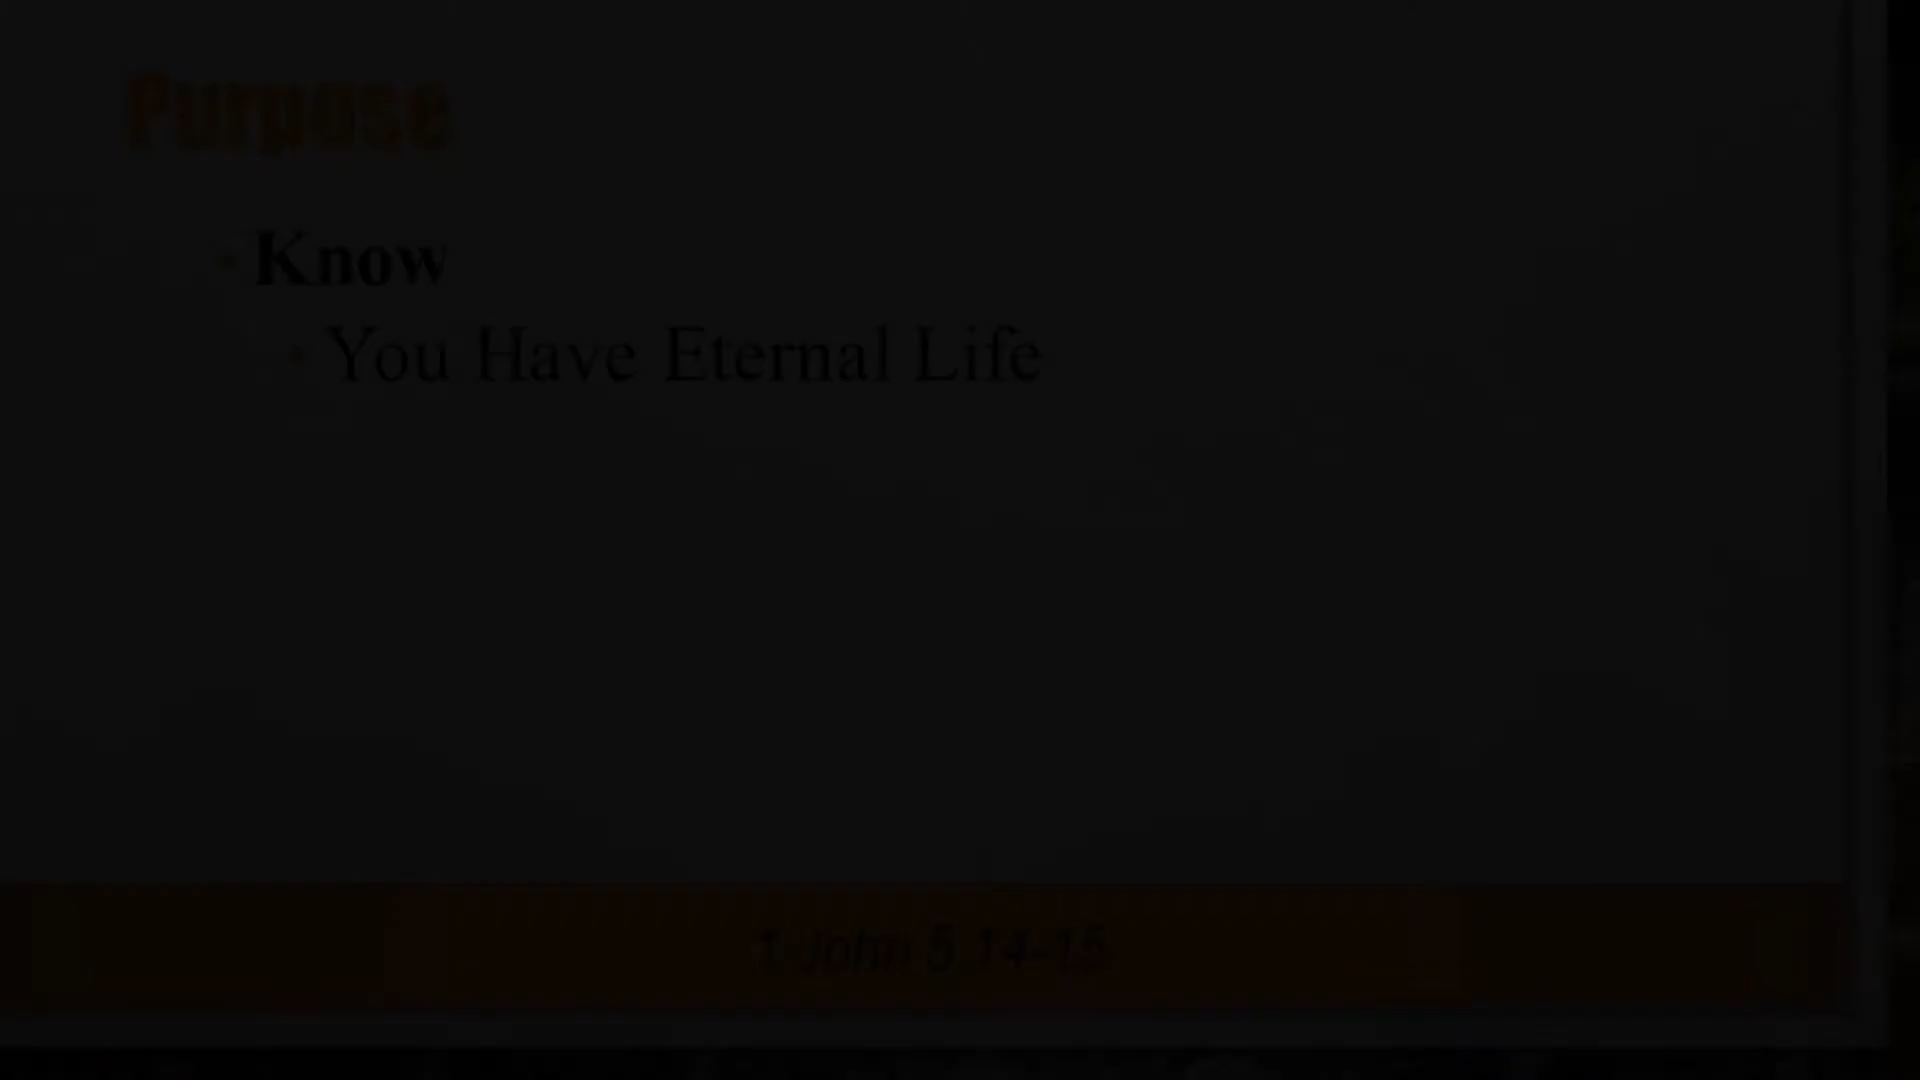 Purpose
• Know
• You Have Eternal Life
1 John 5:14-15